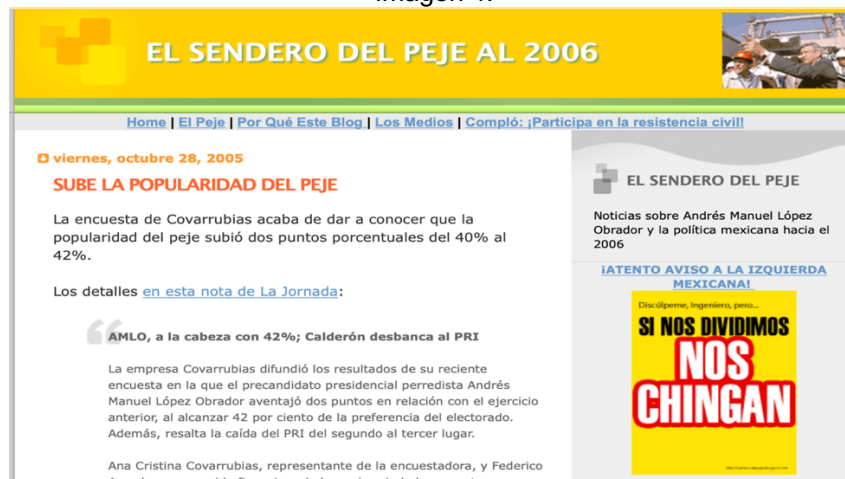 EL SENDERO DEL PEJE AL 2006
Home | El Peje | Por Qué Este Blog | Los Medios | Compló: ¡Participa en la resistencia civil!
viernes, octubre 28, 2005
SUBE LA POPULARIDAD DEL PEJE
La encuesta de Covarrubias acaba de dar a conocer que la
popularidad del peje subió dos puntos porcentuales del 40% al
42%.
Los detalles en esta nota de La Jornada:
AMLO, a la cabeza con 42%; Calderón desbanca al PRI
La empresa Covarrubias difundió los resultados de su reciente
encuesta en la que el precandidato presidencial perredista Andrés
Manuel López Obrador aventajó dos puntos en relación con el ejercicio
anterior, al alcanzar 42 por ciento de la preferencia del electorado.
Además, resalta la caída del PRI del segundo al tercer lugar.
Ana Cristina Covarrubias, representante de la encuestadora, y Federico
EL SENDERO DEL PEJE
Noticias sobre Andrés Manuel López
Obrador y la política mexicana hacia el
2006
¡ATENTO AVISO A LA IZQUIERDA
MEXICANA!
Discúlpeme, Ingeniero, pero...
SI NOS DIVIDIMOS
NOS
CHINGAN